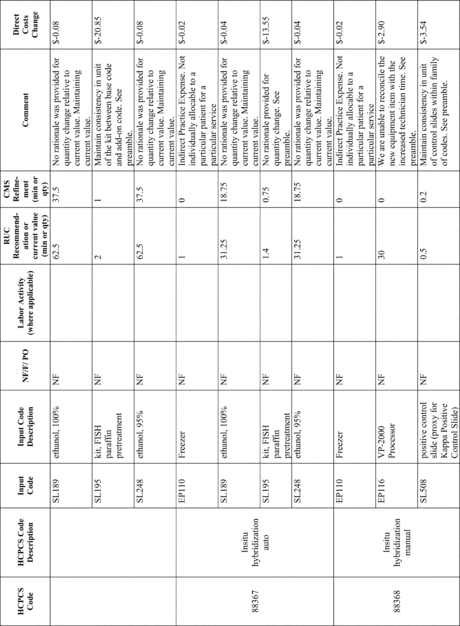 HCPCS
Code
HCPCS Code
Description
Input
Code
Input Code
Description
NF/F/ PO
Labor Activity
(where applicable)
RUC
Recommend-
ation or
current value
(min or qty)
CMS
Refine-
ment
(min or
qty)
Comment
Direct
Costs
Change
SL189
ethanol, 100%
NF
62.5
37.5
No rationale was provided for
quantity change relative to
current value. Maintaining
current value.
$-0.08
SL195
kit, FISH
paraffin
pretreatment
NF
2
1
Maintain consistency in unit
of the kit between base code
and add-on code. See
preamble.
$-20.85
SL248
ethanol, 95%
NF
62.5
37.5
No rationale was provided for
quantity change relative to
current value. Maintaining
current value.
$-0.08
88367
Insitu
hybridization
auto
EP110
Freezer
NF
1
0
Indirect Practice Expense. Not
individually allocable to a
particular patient for a
particular service
$-0.02
SL189
ethanol, 100%
NF
31.25
18.75
No rationale was provided for
quantity change relative to
current value. Maintaining
current value.
$-0.04
SL195
kit, FISH
paraffin
pretreatment
NF
1.4
0.75
No rationale provided for
quantity change. See
preamble.
$-13.55
SL248
ethanol, 95%
NF
31.25
18.75
No rationale was provided for
quantity change relative to
current value. Maintaining
current value.
$-0.04
88368
Insitu
hybridization
manual
EP110
Freezer
NF
1
0
Indirect Practice Expense. Not
individually allocable to a
particular patient for a
particular service
$-0.02
EP116
VP-2000
Processor
NF
30
0
We are unable to reconcile the
new equipment item with the
increased technician time. See
preamble.
$-2.90
SL508
positive control
slide (proxy for
Kappa Positive
Control Slide)
NF
0.5
0.2
Maintain consistency in unit
of control slides within family
of codes. See preamble.
$-3.54